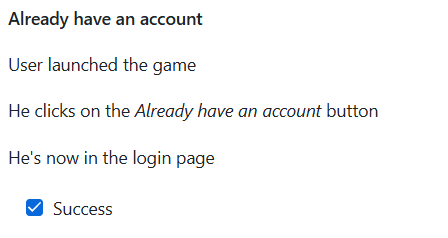 Already have an account
User launched the game
He clicks on the Already have an account button
He's now in the login page
Success